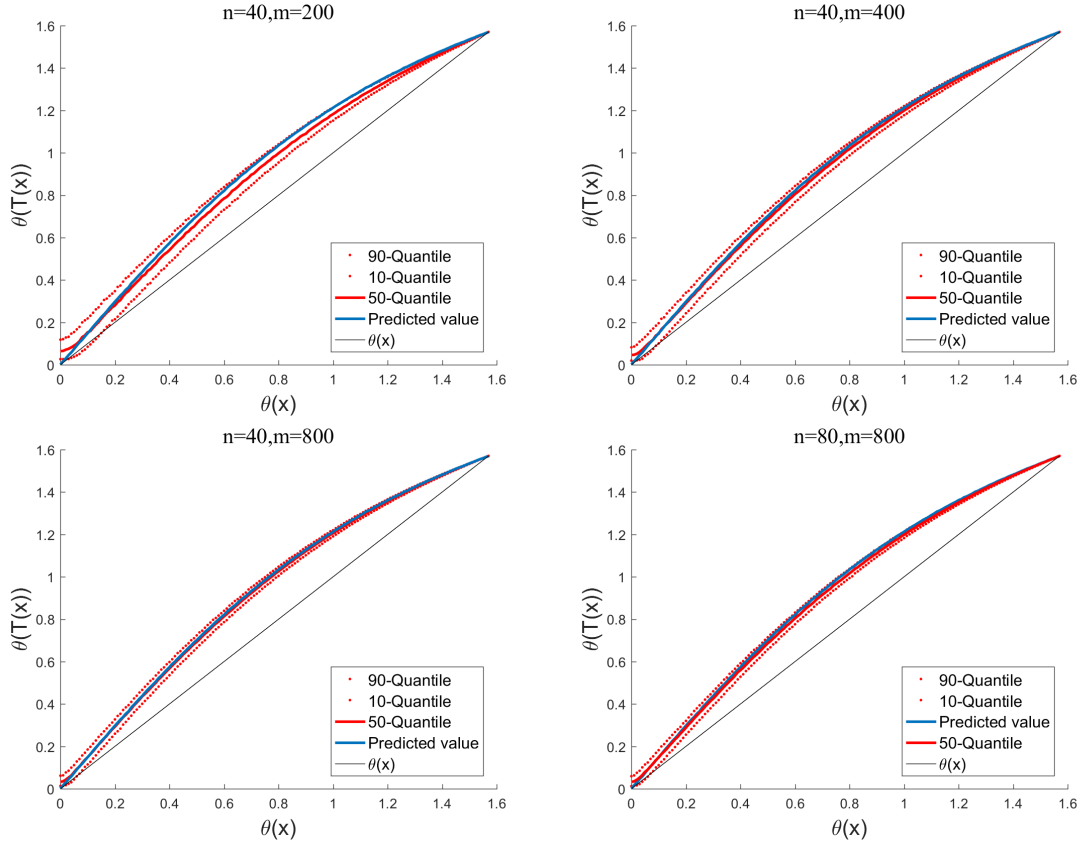 n=40,m=200
1.6
1.4
1.2
1
0.8
0.6
0.4
0.2
0
θ(T(x))
90-Quantile
10-Quantile
50-Quantile
Predicted value
θ(x)
0 0.2 0.4 0.6 0.8 1 1.2 1.4 1.6
θ(x)
n=40,m=400
1.6
1.4
1.2
1
0.8
0.6
0.4
0.2
0
θ(T(x))
90-Quantile
10-Quantile
50-Quantile
Predicted value
θ(x)
0 0.2 0.4 0.6 0.8 1 1.2 1.4 1.6
θ(x)
n=40,m=800
1.6
1.4
1.2
1
0.8
0.6
0.4
0.2
0
θ(T(x))
90-Quantile
10-Quantile
50-Quantile
Predicted value
θ(x)
0 0.2 0.4 0.6 0.8 1 1.2 1.4 1.6
θ(x)
n=80,m=800
1.6
1.4
1.2
1
0.8
0.6
0.4
0.2
0
θ(T(x))
90-Quantile
10-Quantile
Predicted value
50-Quantile
θ(x)
0 0.2 0.4 0.6 0.8 1 1.2 1.4 1.6
θ(x)